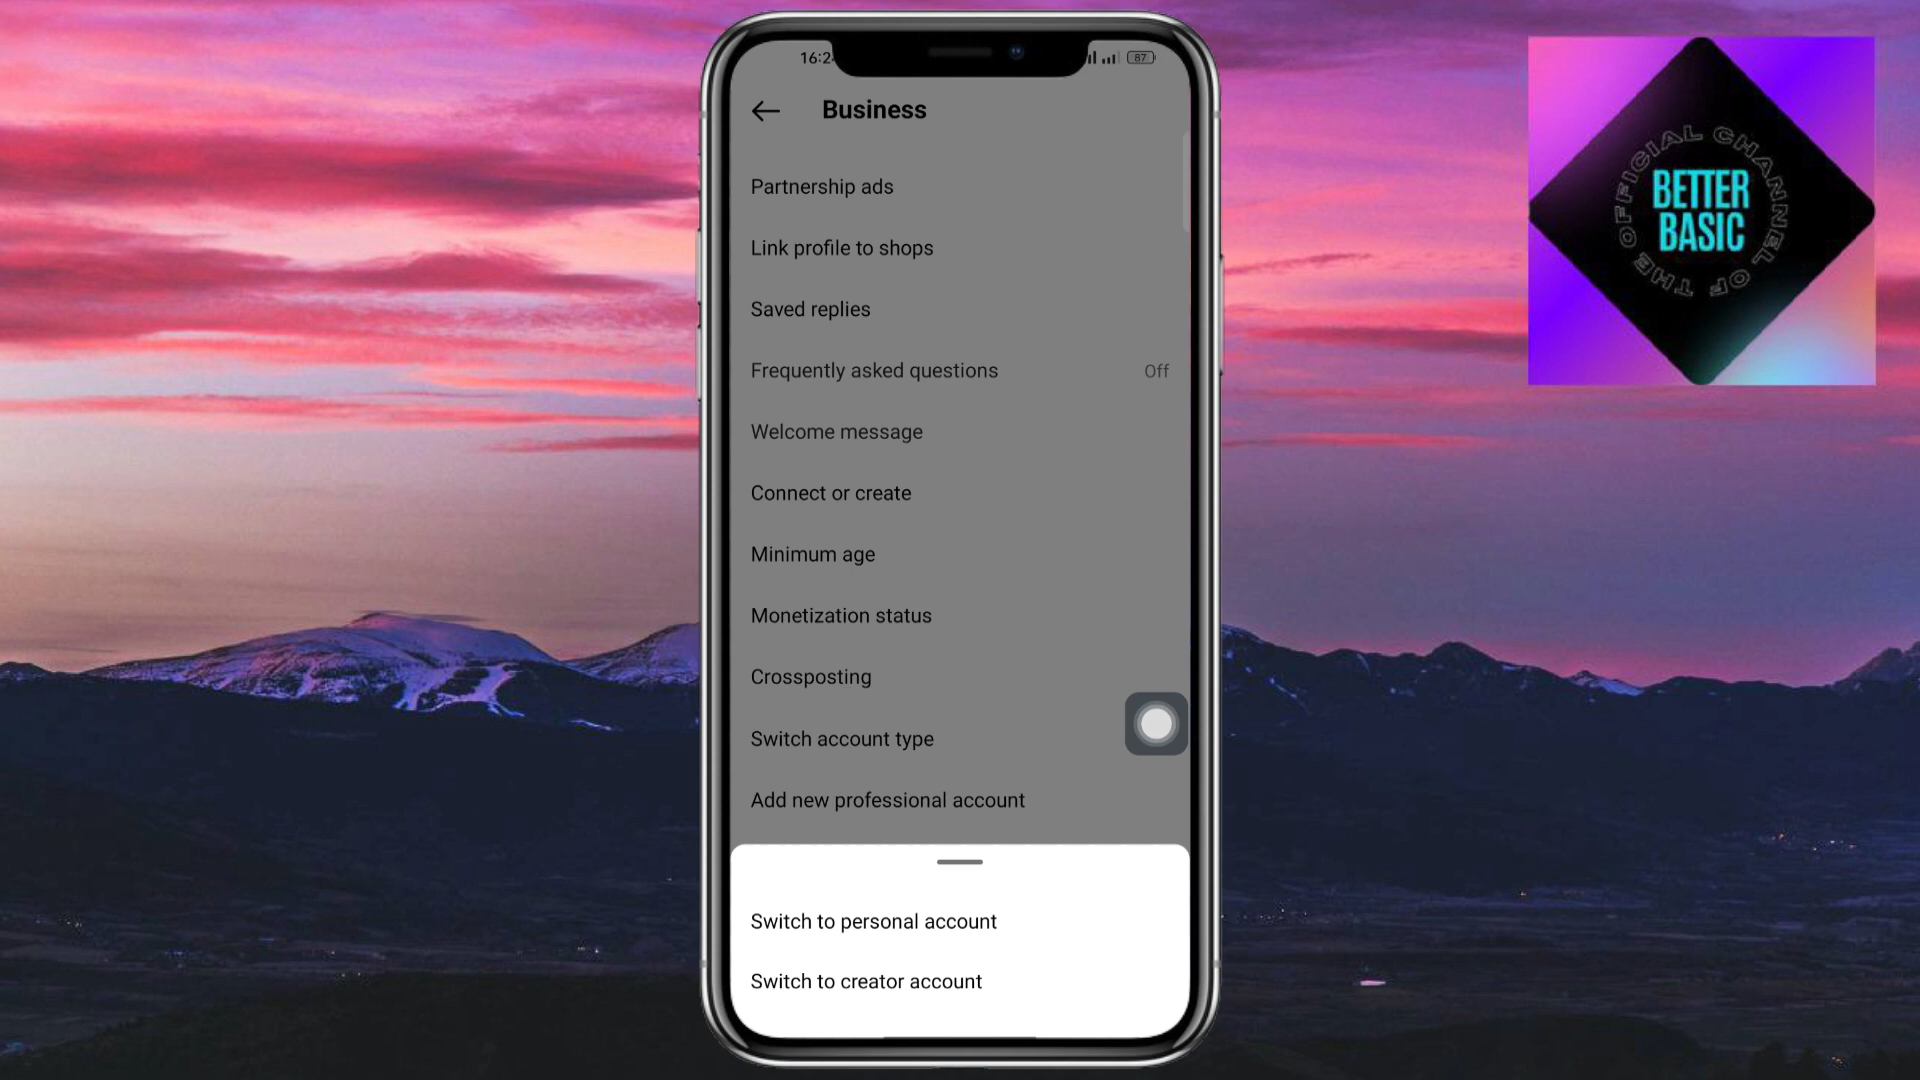 16:2
87
Business
Partnership ads
Link profile to shops
Saved replies
Frequently asked questions Off
Welcome message
Connect or create
Minimum age
Monetization status
Crossposting
Switch account type
Add new professional account
Switch to personal account
Switch to creator account
OFFICIAL CHANNEL OF THE
BETTER
BASIC